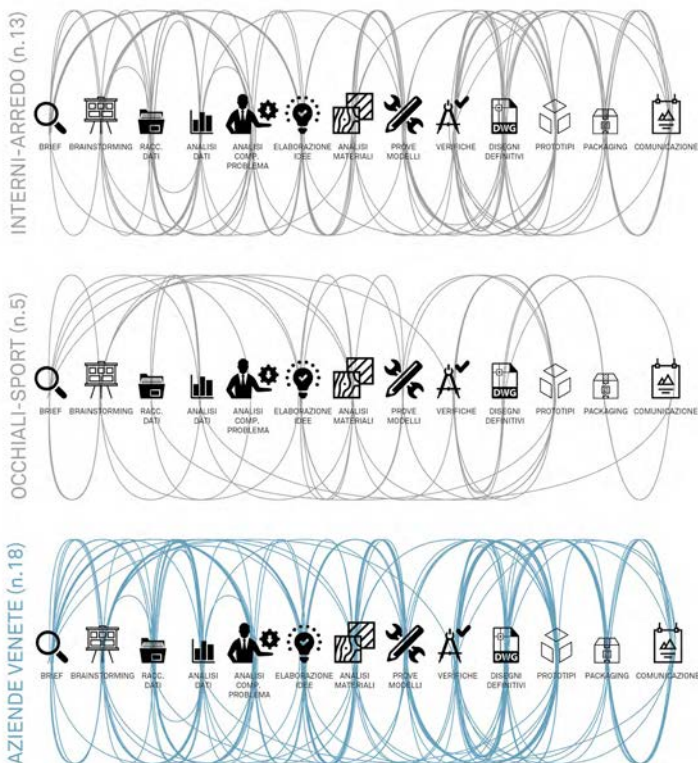 INTERNI-ARREDO (n.13)
BRIEF BRAINSTORMING RACC. DATI ANALISI DATI ANALISI COMP. PROBLEMA ELABORAZIONE IDEE ANALISI MATERIALI PROVE MODELLI VERIFICHE DISEGNI DEFINITIVI PROTOTIPI PACKAGING COMUNICAZIONE
DWG
OCCHIALI-SPORT (n.5)
BRIEF BRAINSTORMING RACC. DATI ANALISI DATI ANALISI COMP. PROBLEMA ELABORAZIONE IDEE ANALISI MATERIALI PROVE MODELLI VERIFICHE DISEGNI DEFINITIVI PROTOTIPI PACKAGING COMUNICAZIONE
DWG
AZIENDE VENETE (n.18)
BRIEF BRAINSTORMING RACC. DATI ANALISI DATI ANALISI COMP. PROBLEMA ELABORAZIONE IDEE ANALISI MATERIALI PROVE MODELLI VERIFICHE DISEGNI DEFINITIVI PROTOTIPI PACKAGING COMUNICAZIONE
DWG